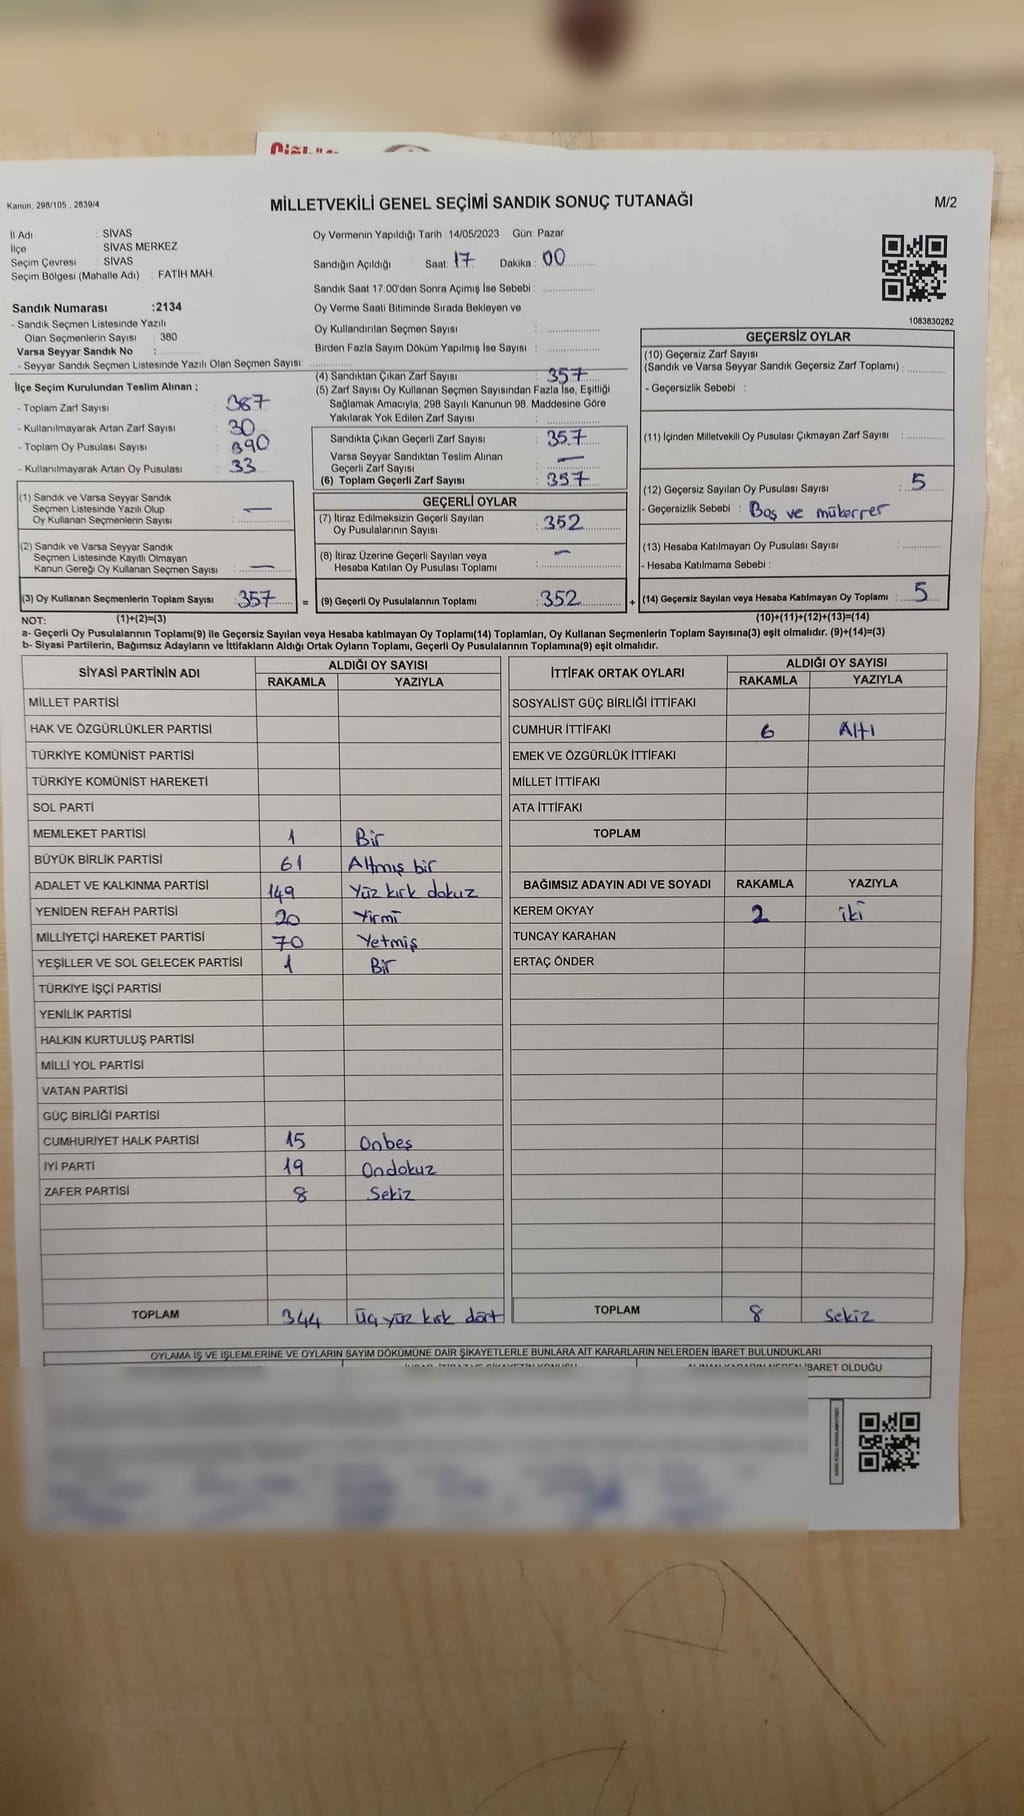 Kanun: 298/105 , 2839/4
MİLLETVEKİLİ GENEL SEÇİMİ SANDIK SONUÇ TUTANAĞI
M/2
İl Adı : SİVAS
İlçe : SİVAS MERKEZ
Seçim Çevresi : SİVAS
Seçim Bölgesi (Mahalle Adı) : FATİH MAH.
Sandık Numarası :2134
- Sandık Seçmen Listesinde Yazılı
Olan Seçmenlerin Sayısı : 380
Varsa Seyyar Sandık No :
- Seyyar Sandık Seçmen Listesinde Yazılı Olan Seçmen Sayısı:
İlçe Seçim Kurulundan Teslim Alınan ;
- Toplam Zarf Sayısı : 387
- Kullanılmayarak Artan Zarf Sayısı : 30
- Toplam Oy Pusulası Sayısı : 390
- Kullanılmayarak Artan Oy Pusulası : 33
(1) Sandık ve Varsa Seyyar Sandık
Seçmen Listesinde Yazılı Olup
Oy Kullanan Seçmenlerin Sayısı : —
(2) Sandık ve Varsa Seyyar Sandık
Seçmen Listesinde Kayıtlı Olmayan
Kanun Gereği Oy Kullanan Seçmen Sayısı : —
(3) Oy Kullanan Seçmenlerin Toplam Sayısı :357
Oy Vermenin Yapıldığı Tarih :14/05/2023 Gün: Pazar
Sandığın Açıldığı Saat: 17 Dakika : 00
Sandık Saat 17:00'den Sonra Açımış İse Sebebi :
Oy Verme Saati Bitiminde Sırada Bekleyen ve
Oy Kullandırılan Seçmen Sayısı :
Birden Fazla Sayım Döküm Yapılmış İse Sayısı :
(4) Sandıktan Çıkan Zarf Sayısı : 357
(5) Zarf Sayısı Oy Kullanan Seçmen Sayısından Fazla İse, Eşitliği
Sağlamak Amacıyla, 298 Sayılı Kanunun 98. Maddesine Göre
Yakılarak Yok Edilen Zarf Sayısı :
Sandıkta Çıkan Geçerli Zarf Sayısı : 357
Varsa Seyyar Sandıktan Teslim Alınan
Geçerli Zarf Sayısı : —
(6) Toplam Geçerli Zarf Sayısı : 357
GEÇERLİ OYLAR
(7) İtiraz Edilmeksizin Geçerli Sayılan
Oy Pusulalarının Sayısı : 352
(8) İtiraz Üzerine Geçerli Sayılan veya
Hesaba Katılan Oy Pusulası Toplamı : —
= (9) Geçerli Oy Pusulalarının Toplamı :352
1083830282
GEÇERSİZ OYLAR
(10) Geçersiz Zarf Sayısı
(Sandık ve Varsa Seyyar Sandık Geçersiz Zarf Toplamı) :
- Geçersizlik Sebebi :
(11) İçinden Milletvekili Oy Pusulası Çıkmayan Zarf Sayısı :
(12) Geçersiz Sayılan Oy Pusulası Sayısı : 5
- Geçersizlik Sebebi : Boş ve mükerrer
(13) Hesaba Katılmayan Oy Pusulası Sayısı :
- Hesaba Katılmama Sebebi :
+ (14) Geçersiz Sayılan veya Hesaba Katılmayan Oy Toplamı : 5
NOT: (1)+(2)=(3) (10)+(11)+(12)+(13)=(14)
a- Geçerli Oy Pusulalarının Toplamı(9) ile Geçersiz Sayılan veya Hesaba katılmayan Oy Toplamı(14) Toplamları, Oy Kullanan Seçmenlerin Toplam Sayısına(3) eşit olmalıdır. (9)+(14)=(3)
b- Siyasi Partilerin, Bağımsız Adayların ve İttifakların Aldığı Ortak Oyların Toplamı, Geçerli Oy Pusulalarının Toplamına(9) eşit olmalıdır.
SİYASİ PARTİNİN ADI ALDIĞI OY SAYISI
RAKAMLA YAZIYLA
MİLLET PARTİSİ
HAK VE ÖZGÜRLÜKLER PARTİSİ
TÜRKİYE KOMÜNİST PARTİSİ
TÜRKİYE KOMÜNİST HAREKETİ
SOL PARTİ
MEMLEKET PARTİSİ 1 Bir
BÜYÜK BİRLİK PARTİSİ 61 Altmış bir
ADALET VE KALKINMA PARTİSİ 149 Yüz kırk dokuz
YENİDEN REFAH PARTİSİ 20 Yirmi
MİLLİYETÇİ HAREKET PARTİSİ 70 Yetmiş
YEŞİLLER VE SOL GELECEK PARTİSİ 1 Bir
TÜRKİYE İŞÇİ PARTİSİ
YENİLİK PARTİSİ
HALKIN KURTULUŞ PARTİSİ
MİLLİ YOL PARTİSİ
VATAN PARTİSİ
GÜÇ BİRLİĞİ PARTİSİ
CUMHURİYET HALK PARTİSİ 15 Onbeş
İYİ PARTİ 19 Ondokuz
ZAFER PARTİSİ 8 Sekiz
TOPLAM 344 Üç yüz kırk dört
İTTİFAK ORTAK OYLARI ALDIĞI OY SAYISI
RAKAMLA YAZIYLA
SOSYALİST GÜÇ BİRLİĞİ İTTİFAKI
CUMHUR İTTİFAKI 6 Altı
EMEK VE ÖZGÜRLÜK İTTİFAKI
MİLLET İTTİFAKI
ATA İTTİFAKI
TOPLAM
BAĞIMSIZ ADAYIN ADI VE SOYADI RAKAMLA YAZIYLA
KEREM OKYAY 2 iki
TUNCAY KARAHAN
ERTAÇ ÖNDER
TOPLAM 8 Sekiz
OYLAMA İŞ VE İŞLEMLERİNE VE OYLARIN SAYIM DÖKÜMÜNE DAİR ŞİKAYETLERLE BUNLARA AİT KARARLARIN NELERDEN İBARET BULUNDUKLARI
ALINAN KARARIN NEDEN İBARET OLDUĞU